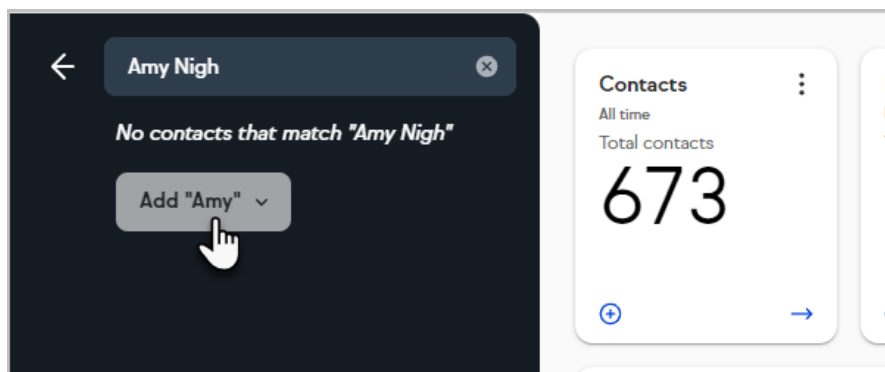 Amy Nigh
No contacts that match "Amy Nigh"
Add "Amy"
Contacts
All time
Total contacts
673